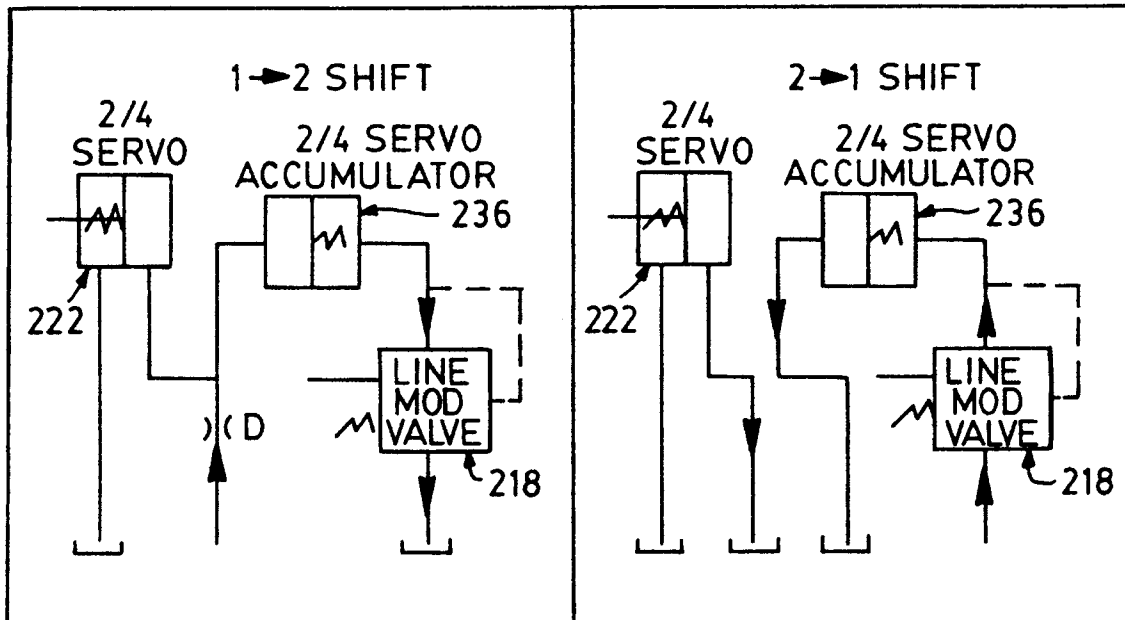 1→2 SHIFT
2/4
SERVO
2/4 SERVO
ACCUMULATOR
236
222
D
LINE
MOD
VALVE
218
2→1 SHIFT
2/4
SERVO
2/4 SERVO
ACCUMULATOR
236
222
LINE
MOD
VALVE
218